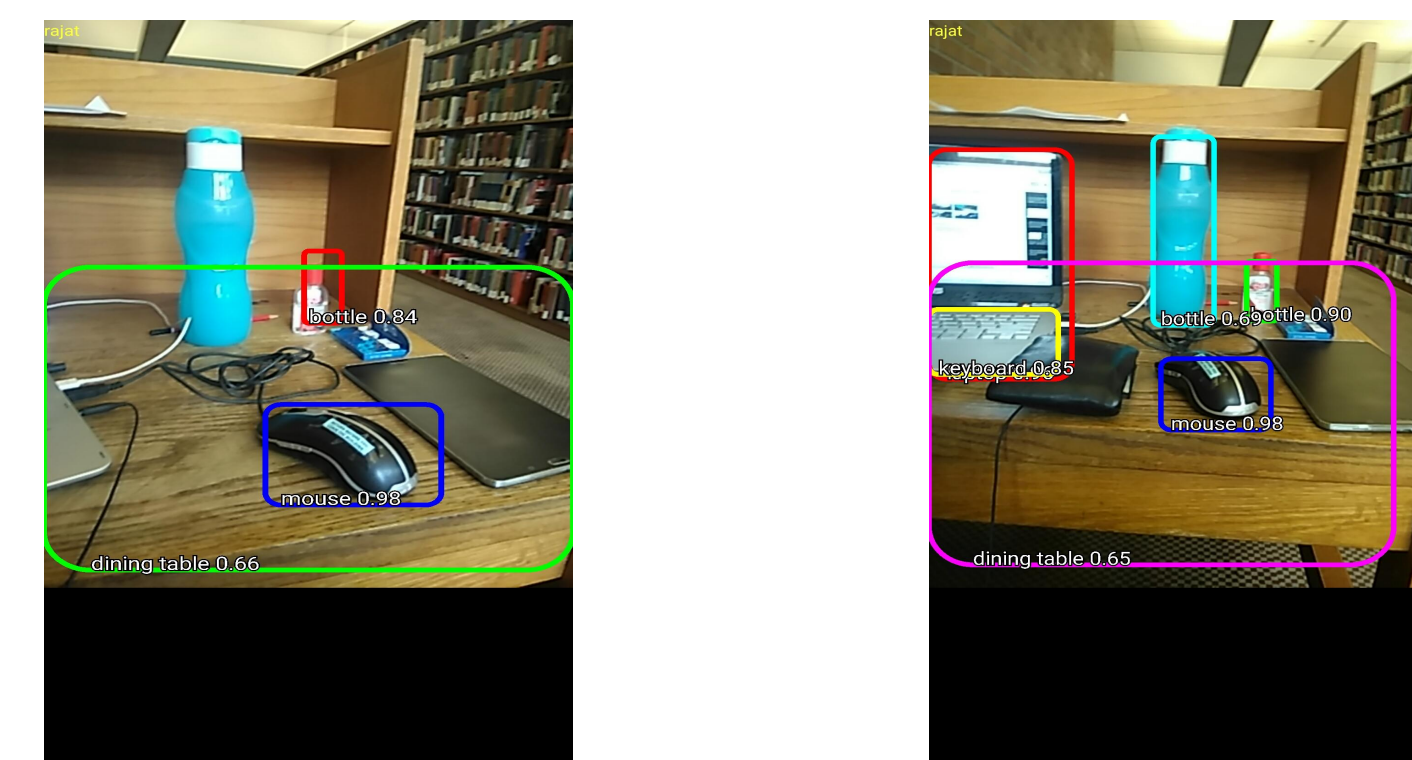 rajat
bottle 0.84
mouse 0.98
dining table 0.66
rajat
bottle 0.69
bottle 0.90
keyboard 0.85
mouse 0.98
dining table 0.65